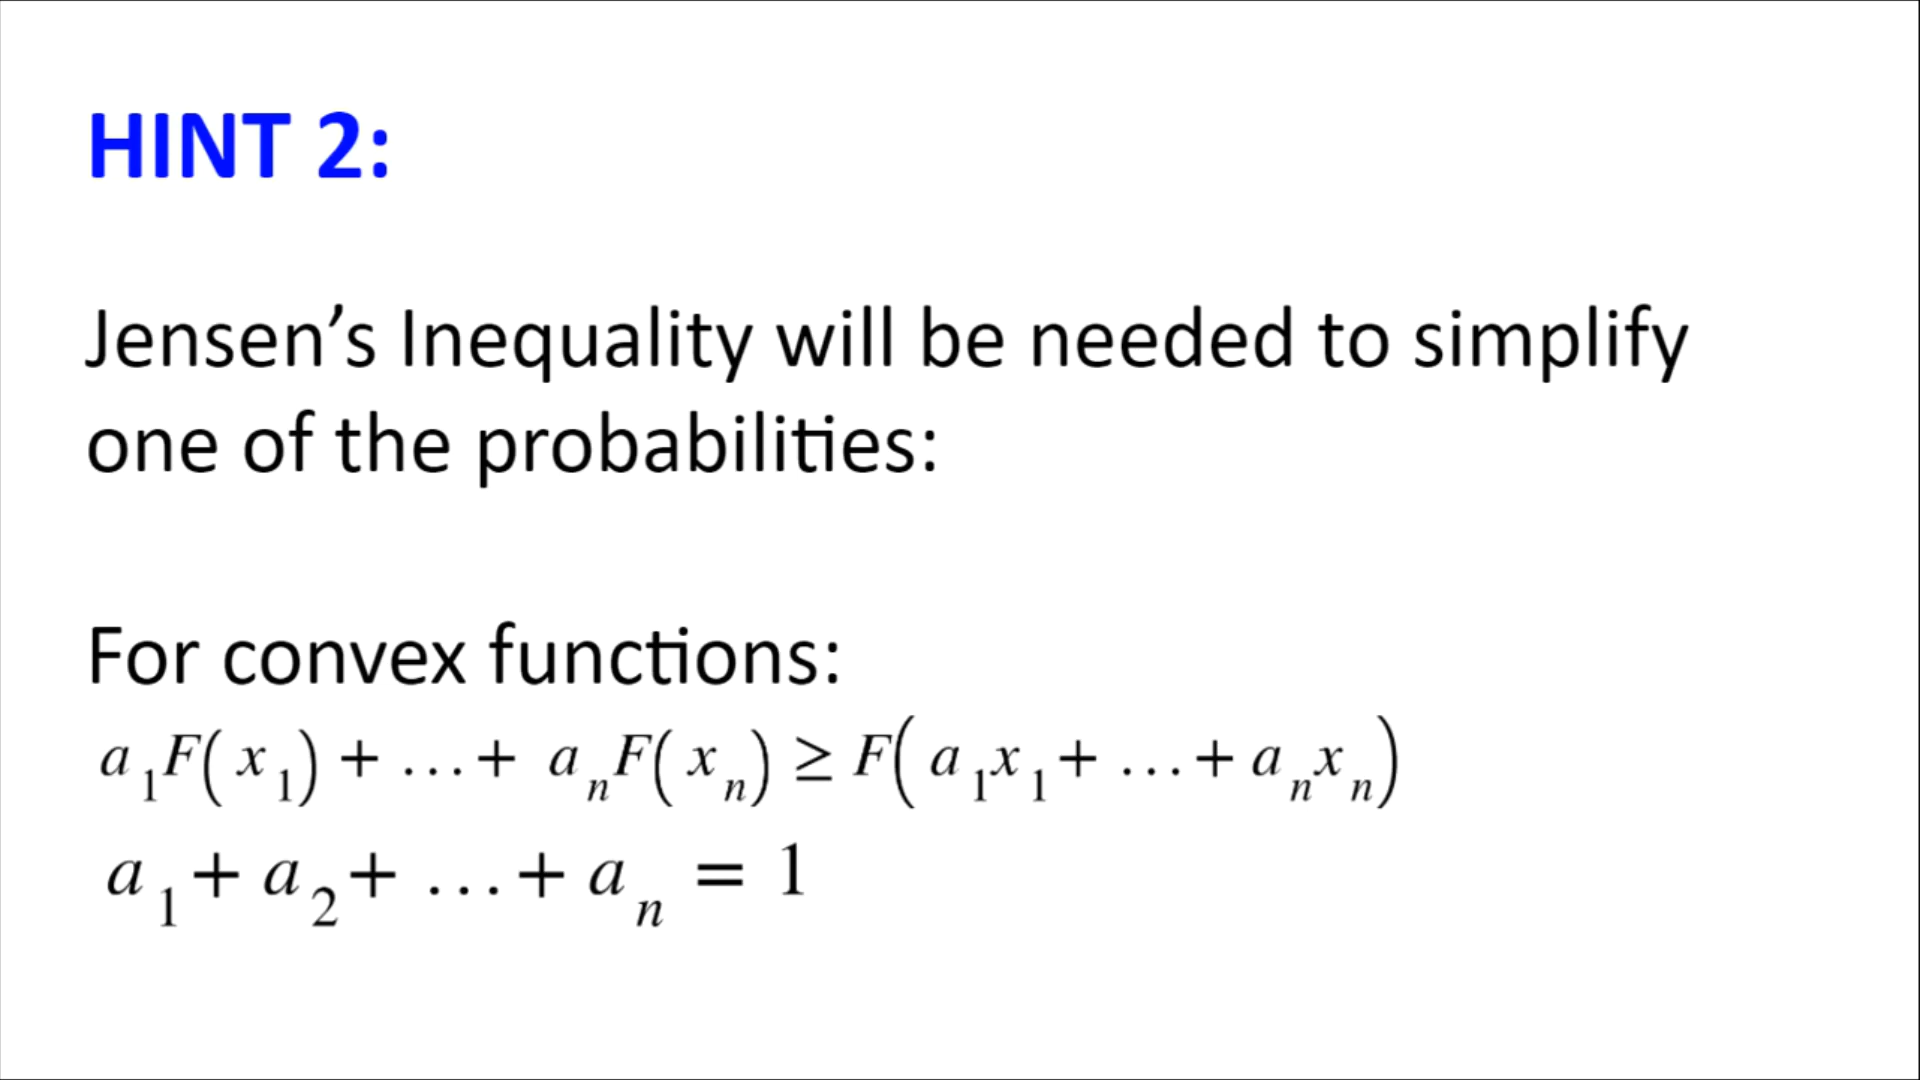 HINT 2:
Jensen’s Inequality will be needed to simplify
one of the probabilities:
For convex functions:
a₁F(x₁) + ...+ aₙF(xₙ) ≥ F(a₁x₁+ ...+aₙxₙ)
a₁+a₂+ ...+aₙ = 1